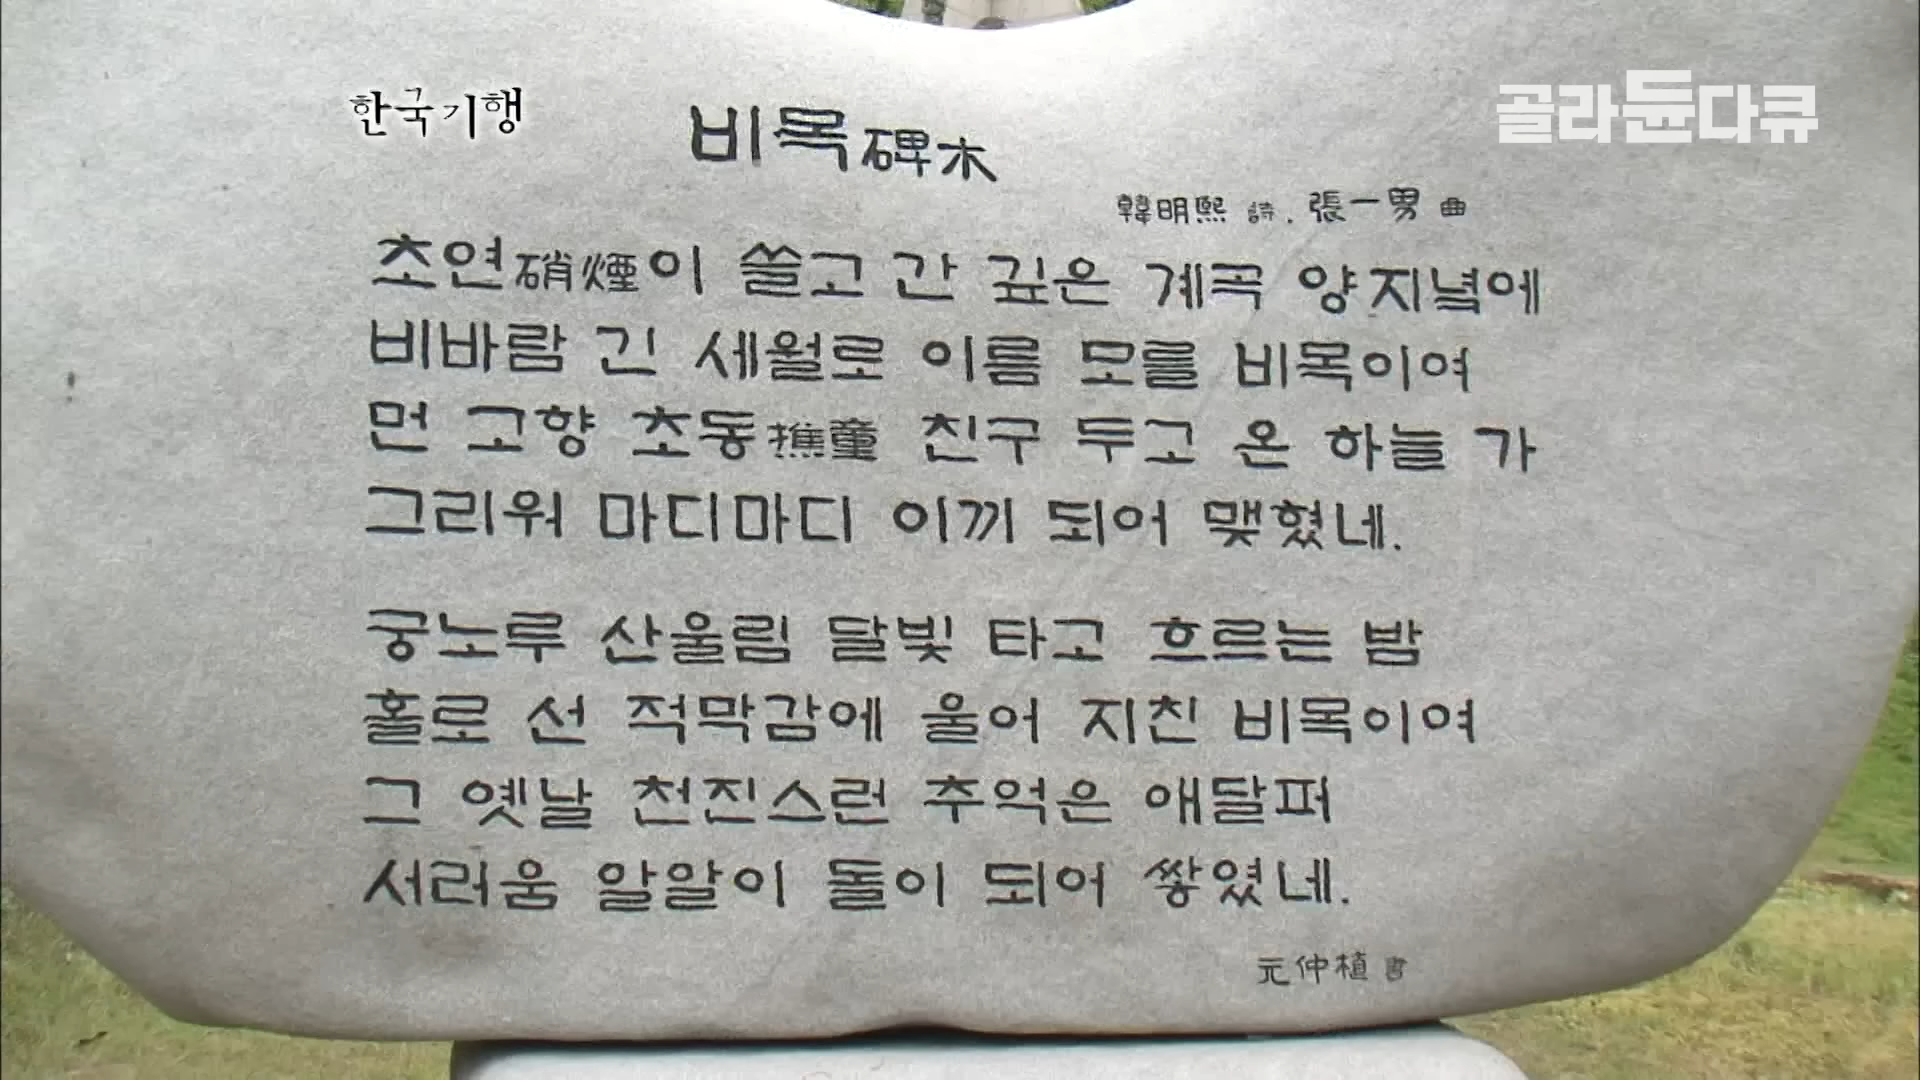 한국기행
골라둔다큐
비목碑木
韓明熙 詩. 張一男 曲
초연硝煙이 쓸고 간 깊은 계곡 양지녘에
비바람 긴 세월로 이름 모를 비목이여
먼 고향 초동樵童 친구 두고 온 하늘 가
그리워 마디마디 이끼 되어 맺혔네.
궁노루 산울림 달빛 타고 흐르는 밤
홀로 선 적막감에 울어 지친 비목이여
그 옛날 천진스런 추억은 애달퍼
서러움 알알이 돌이 되어 쌓였네.
元仲植 書